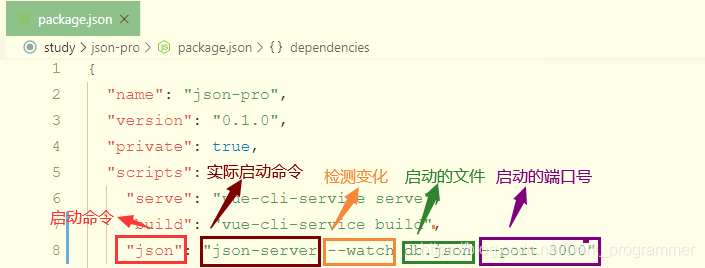 package.json ×
study > json-pro > package.json > {} dependencies
1 {
2 "name": "json-pro",
3 "version": "0.1.0",
4 "private": true,
5 "scripts": 实际启动命令 检测变化 启动的文件 启动的端口号
6 "serve": "vue-cli-service serve",
启动命令
7 "build": "vue-cli-service build",
8 "json": "json-server --watch db.json --port 3000"
programmer